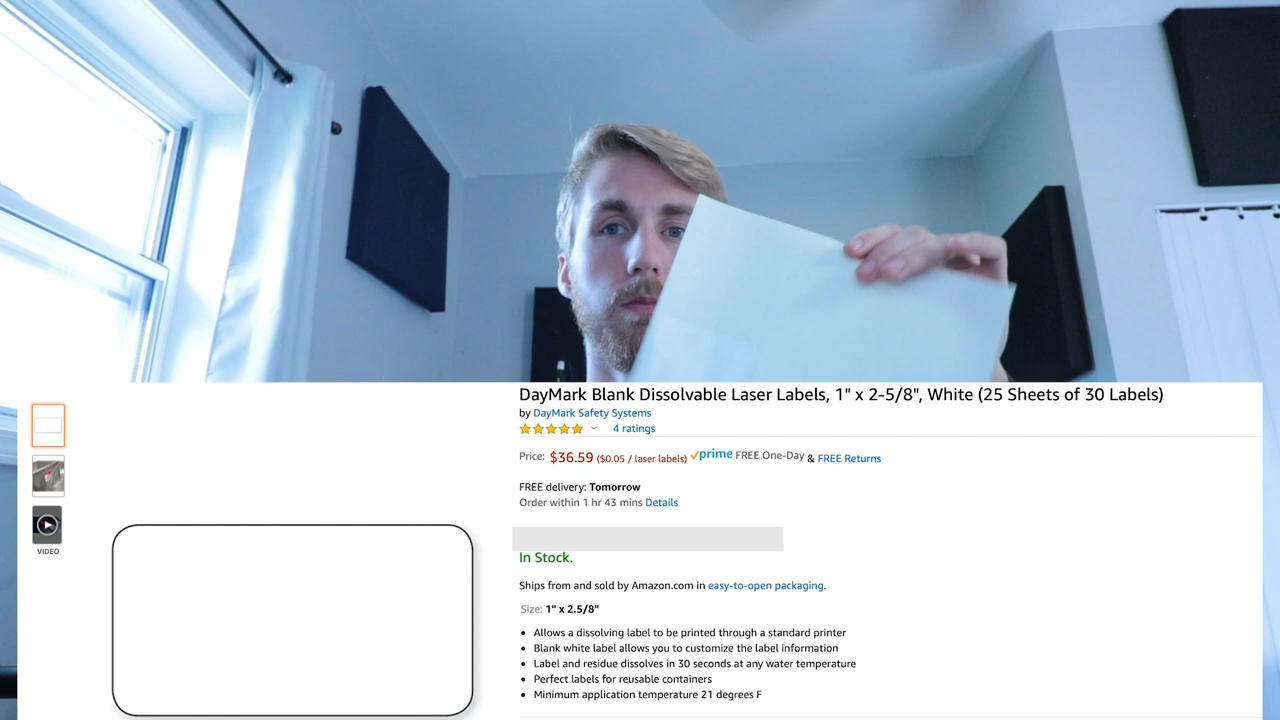 DayMark Blank Dissolvable Laser Labels, 1" x 2-5/8", White (25 Sheets of 30 Labels)
by DayMark Safety Systems
4 ratings
Price: $36.59 ($0.05 / laser labels) prime FREE One-Day & FREE Returns
FREE delivery: Tomorrow
Order within 1 hr 43 mins Details
In Stock.
Ships from and sold by Amazon.com in easy-to-open packaging.
Size: 1" x 2.5/8"
• Allows a dissolving label to be printed through a standard printer
• Blank white label allows you to customize the label information
• Label and residue dissolves in 30 seconds at any water temperature
• Perfect labels for reusable containers
• Minimum application temperature 21 degrees F
VIDEO